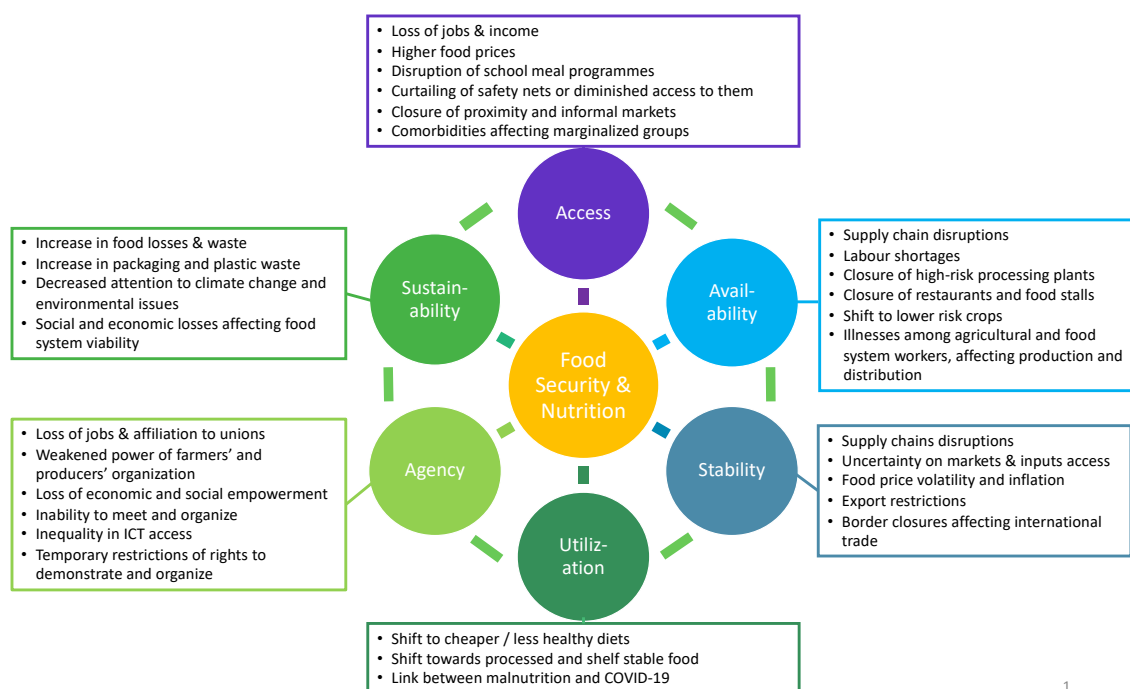 • Loss of jobs & income
• Higher food prices
• Disruption of school meal programmes
• Curtailing of safety nets or diminished access to them
• Closure of proximity and informal markets
• Comorbidities affecting marginalized groups
Access
• Increase in food losses & waste
• Increase in packaging and plastic waste
• Decreased attention to climate change and
environmental issues
• Social and economic losses affecting food
system viability
Sustain-
ability
Avail-
ability
• Supply chain disruptions
• Labour shortages
• Closure of high-risk processing plants
• Closure of restaurants and food stalls
• Shift to lower risk crops
• Illnesses among agricultural and food
system workers, affecting production and
distribution
Food
Security &
Nutrition
• Loss of jobs & affiliation to unions
• Weakened power of farmers’ and
producers’ organization
• Loss of economic and social empowerment
• Inability to meet and organize
• Inequality in ICT access
• Temporary restrictions of rights to
demonstrate and organize
Agency
Stability
• Supply chains disruptions
• Uncertainty on markets & inputs access
• Food price volatility and inflation
• Export restrictions
• Border closures affecting international
trade
Utiliz-
ation
• Shift to cheaper / less healthy diets
• Shift towards processed and shelf stable food
• Link between malnutrition and COVID-19
1